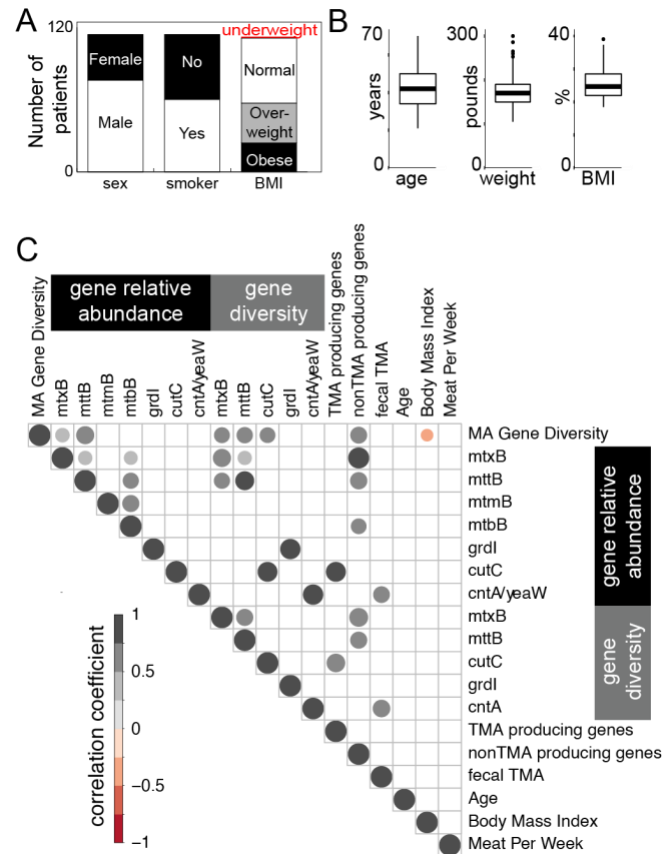 A
120
Number of
patients
0
Female
Male
sex
No
Yes
smoker
underweight
Normal
Over-
weight
Obese
BMI
B
70
years
0
age
300
pounds
0
weight
40
%
0
BMI
C
gene relative
abundance
gene
diversity
MA Gene Diversity
mtxB
mttB
mtmB
mtbB
grdI
cutC
cntA/yeaW
mtxB
mttB
cutC
grdI
cntA/yeaW
TMA producing genes
nonTMA producing genes
fecal TMA
Age
Body Mass Index
Meat Per Week
MA Gene Diversity
mtxB
mttB
mtmB
mtbB
grdI
cutC
cntA/yeaW
mtxB
mttB
cutC
grdI
cntA
TMA producing genes
nonTMA producing genes
fecal TMA
Age
Body Mass Index
Meat Per Week
gene relative
abundance
gene
diversity
correlation coefficient
1
0.5
0
−0.5
−1